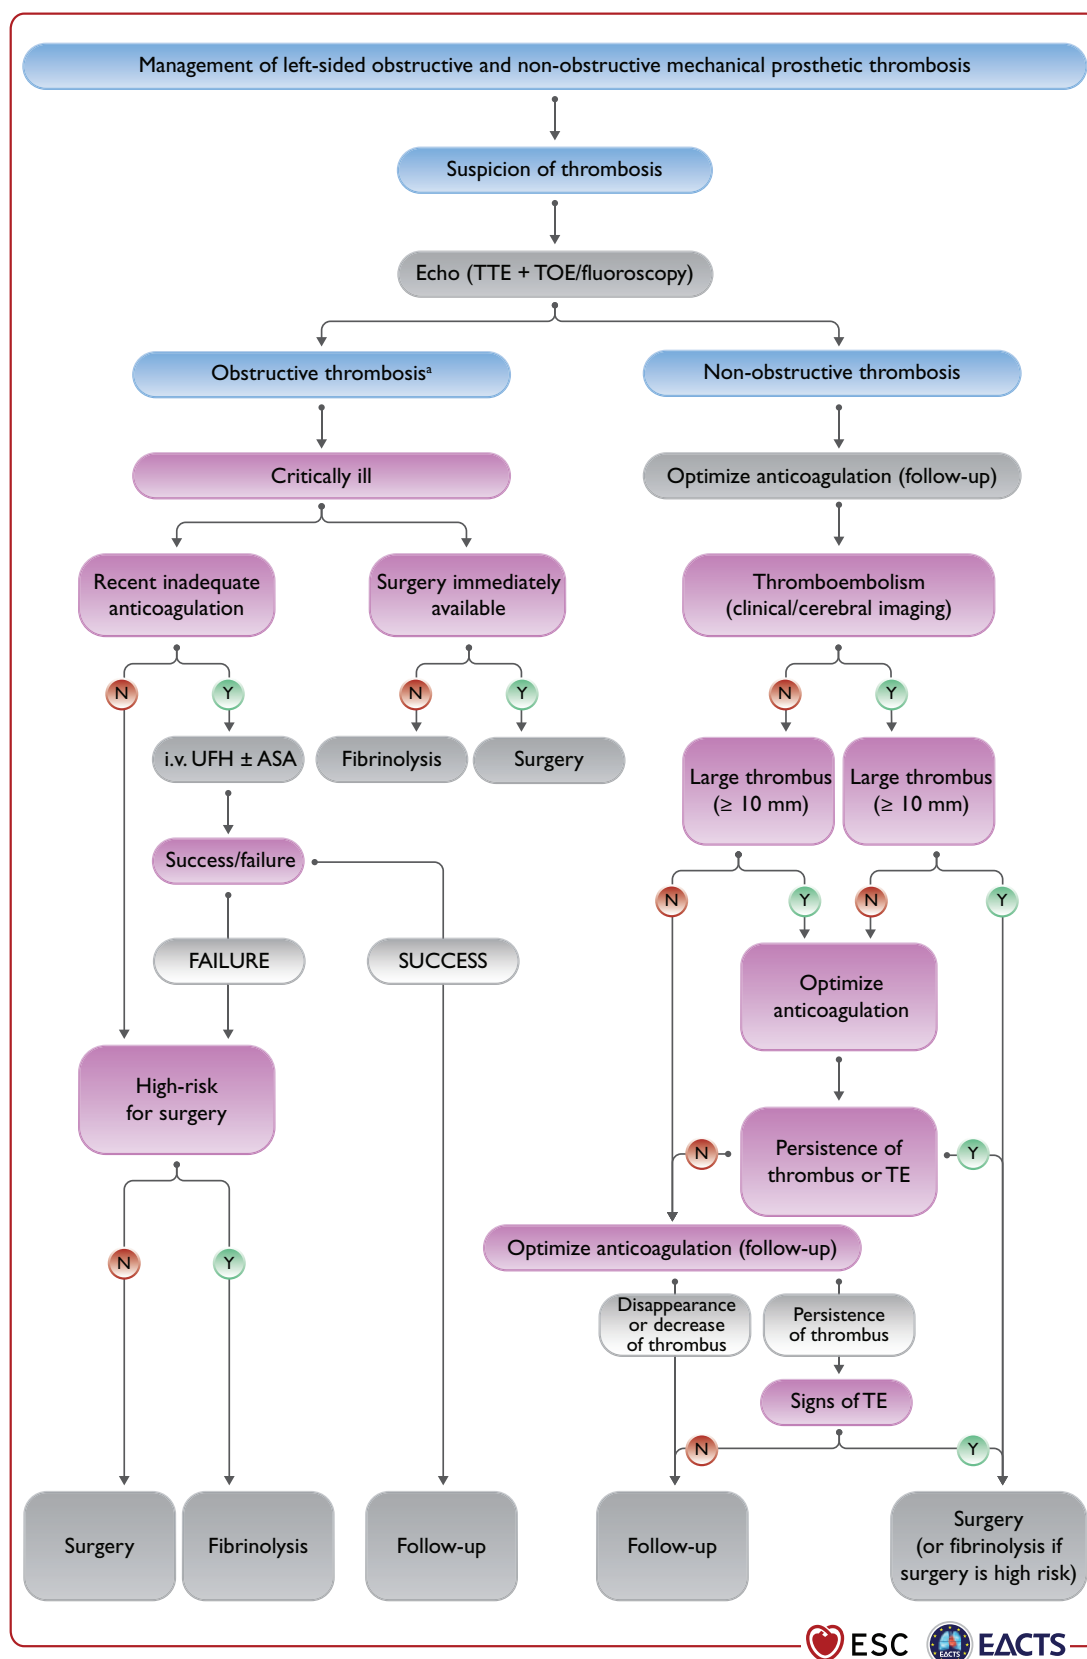 Management of left-sided obstructive and non-obstructive mechanical prosthetic thrombosis
Suspicion of thrombosis
Echo (TTE + TOE/fluoroscopy)
Obstructive thrombosisᵃ
Non-obstructive thrombosis
Critically ill
Optimize anticoagulation (follow-up)
Recent inadequate
anticoagulation
Surgery immediately
available
Thromboembolism
(clinical/cerebral imaging)
N
Y
N
Y
N
Y
i.v. UFH ± ASA
Fibrinolysis
Surgery
Large thrombus
(≥ 10 mm)
Large thrombus
(≥ 10 mm)
Success/failure
N
Y
N
Y
FAILURE
SUCCESS
Optimize
anticoagulation
High-risk
for surgery
N
Persistence of
thrombus or TE
Y
Optimize anticoagulation (follow-up)
N
Y
Disappearance
or decrease
of thrombus
Persistence
of thrombus
Signs of TE
N
Y
Surgery
Fibrinolysis
Follow-up
Follow-up
Surgery
(or fibrinolysis if
surgery is high risk)
ESC
EACTS
EΔCTS